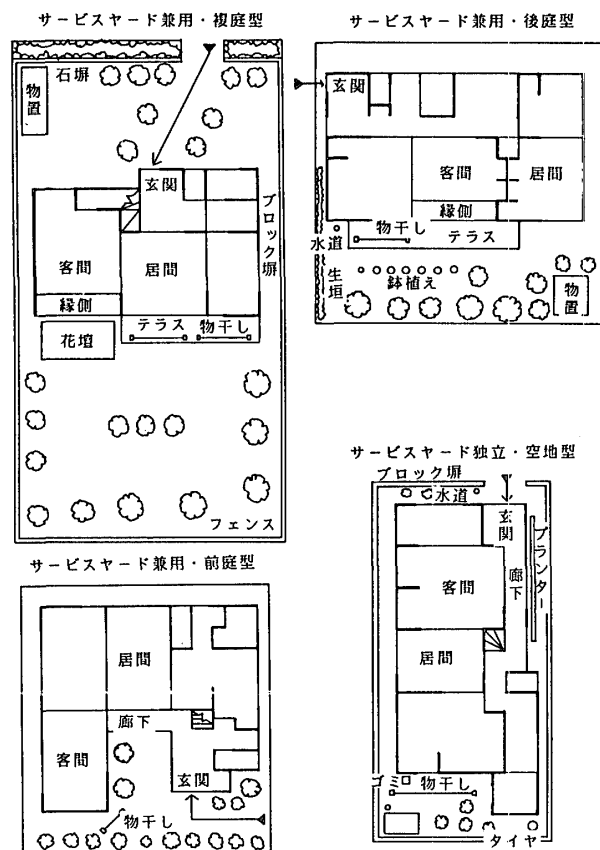 サービスヤード兼用・複庭型
石塀
物置
玄関
ブロック塀
客間
居間
縁側
テラス
物干し
花壇
フェンス
サービスヤード兼用・後庭型
玄関
客間
居間
縁側
物干し
水道
テラス
生垣
鉢植え
物置
サービスヤード兼用・前庭型
居間
廊下
客間
玄関
物干し
サービスヤード独立・空地型
ブロック塀
水道
玄関
プランター
廊下
客間
居間
ゴミ口
物干し
タイヤ